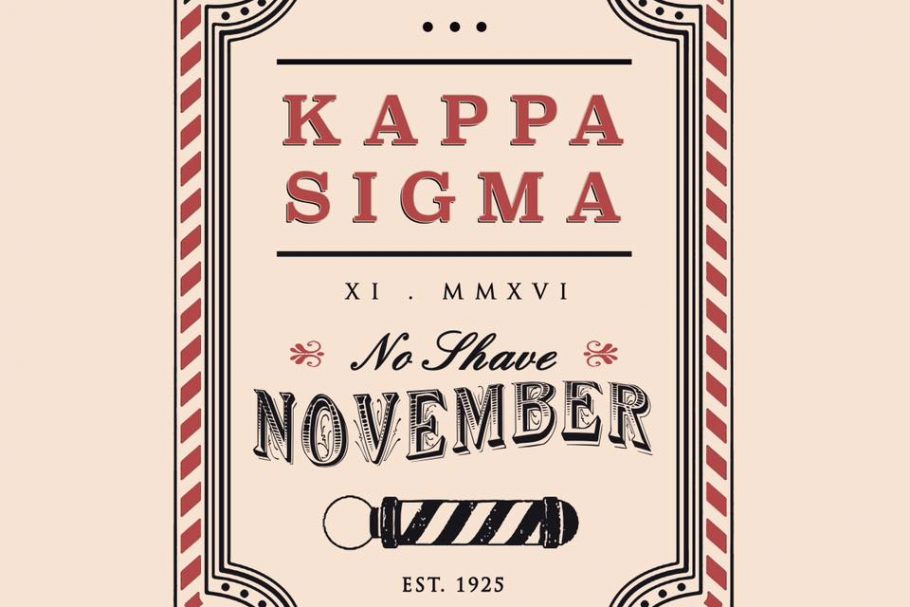 KAPPA
SIGMA
XI . MMXVI
No Shave
NOVEMBER
EST. 1925